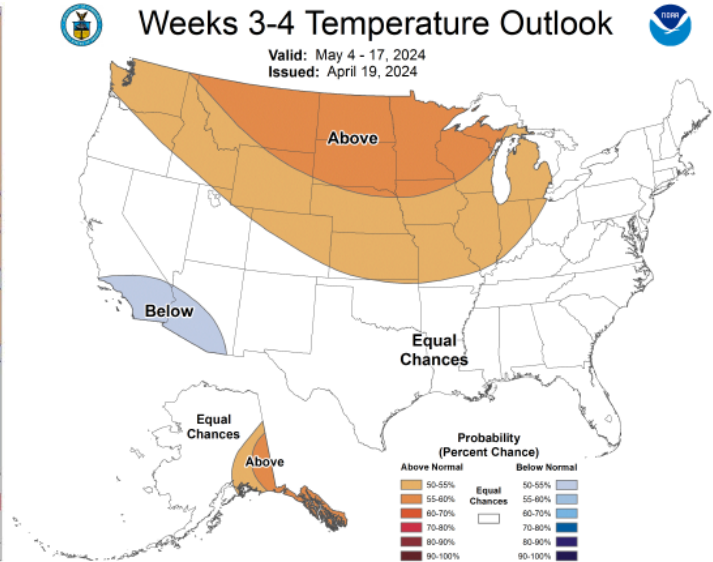 Weeks 3-4 Temperature Outlook
NOAA
Valid: May 4 - 17, 2024
Issued: April 19, 2024
Above
Below
Equal
Chances
Equal
Chances
Above
Probability
(Percent Chance)
Above Normal
50-55%
55-60%
60-70%
70-80%
80-90%
90-100%
Equal
Chances
Below Normal
50-55%
55-60%
60-70%
70-80%
80-90%
90-100%